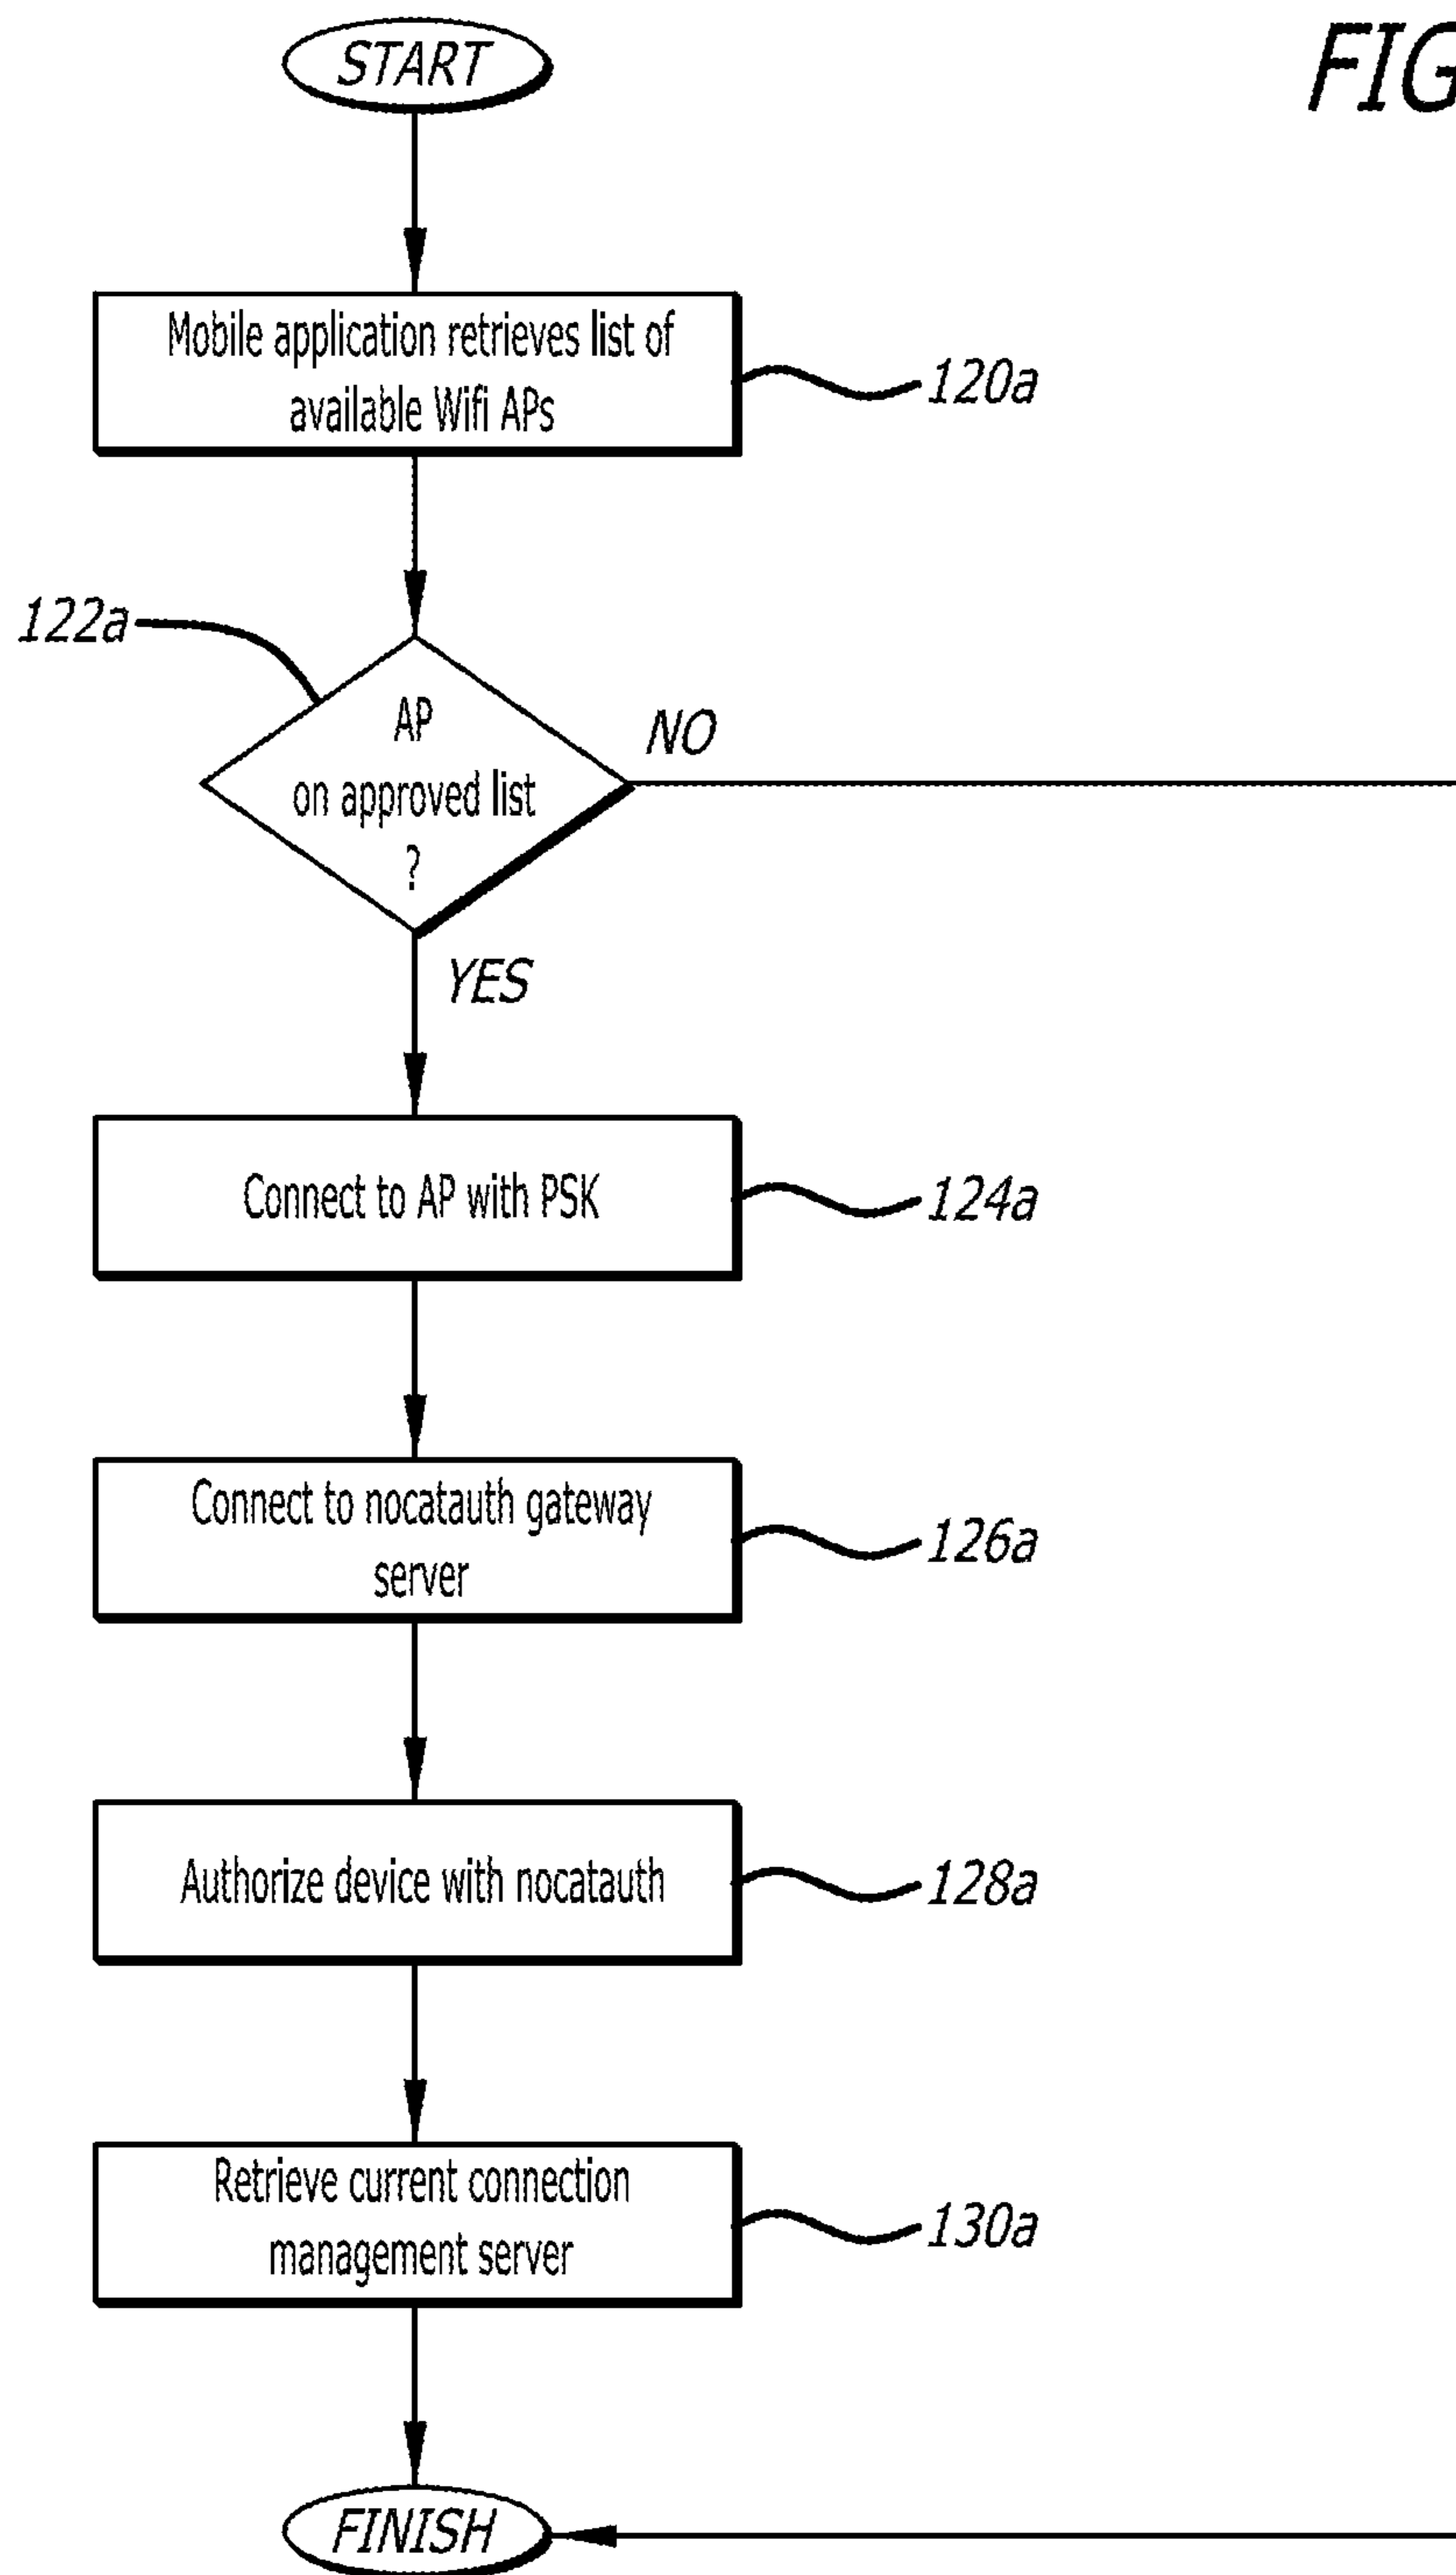 START
FIG
Mobile application retrieves list of
available Wifi APs
120a
122a
AP
on approved list
?
NO
YES
Connect to AP with PSK
124a
Connect to nocatauth gateway
server
126a
Authorize device with nocatauth
128a
Retrieve current connection
management server
130a
FINISH